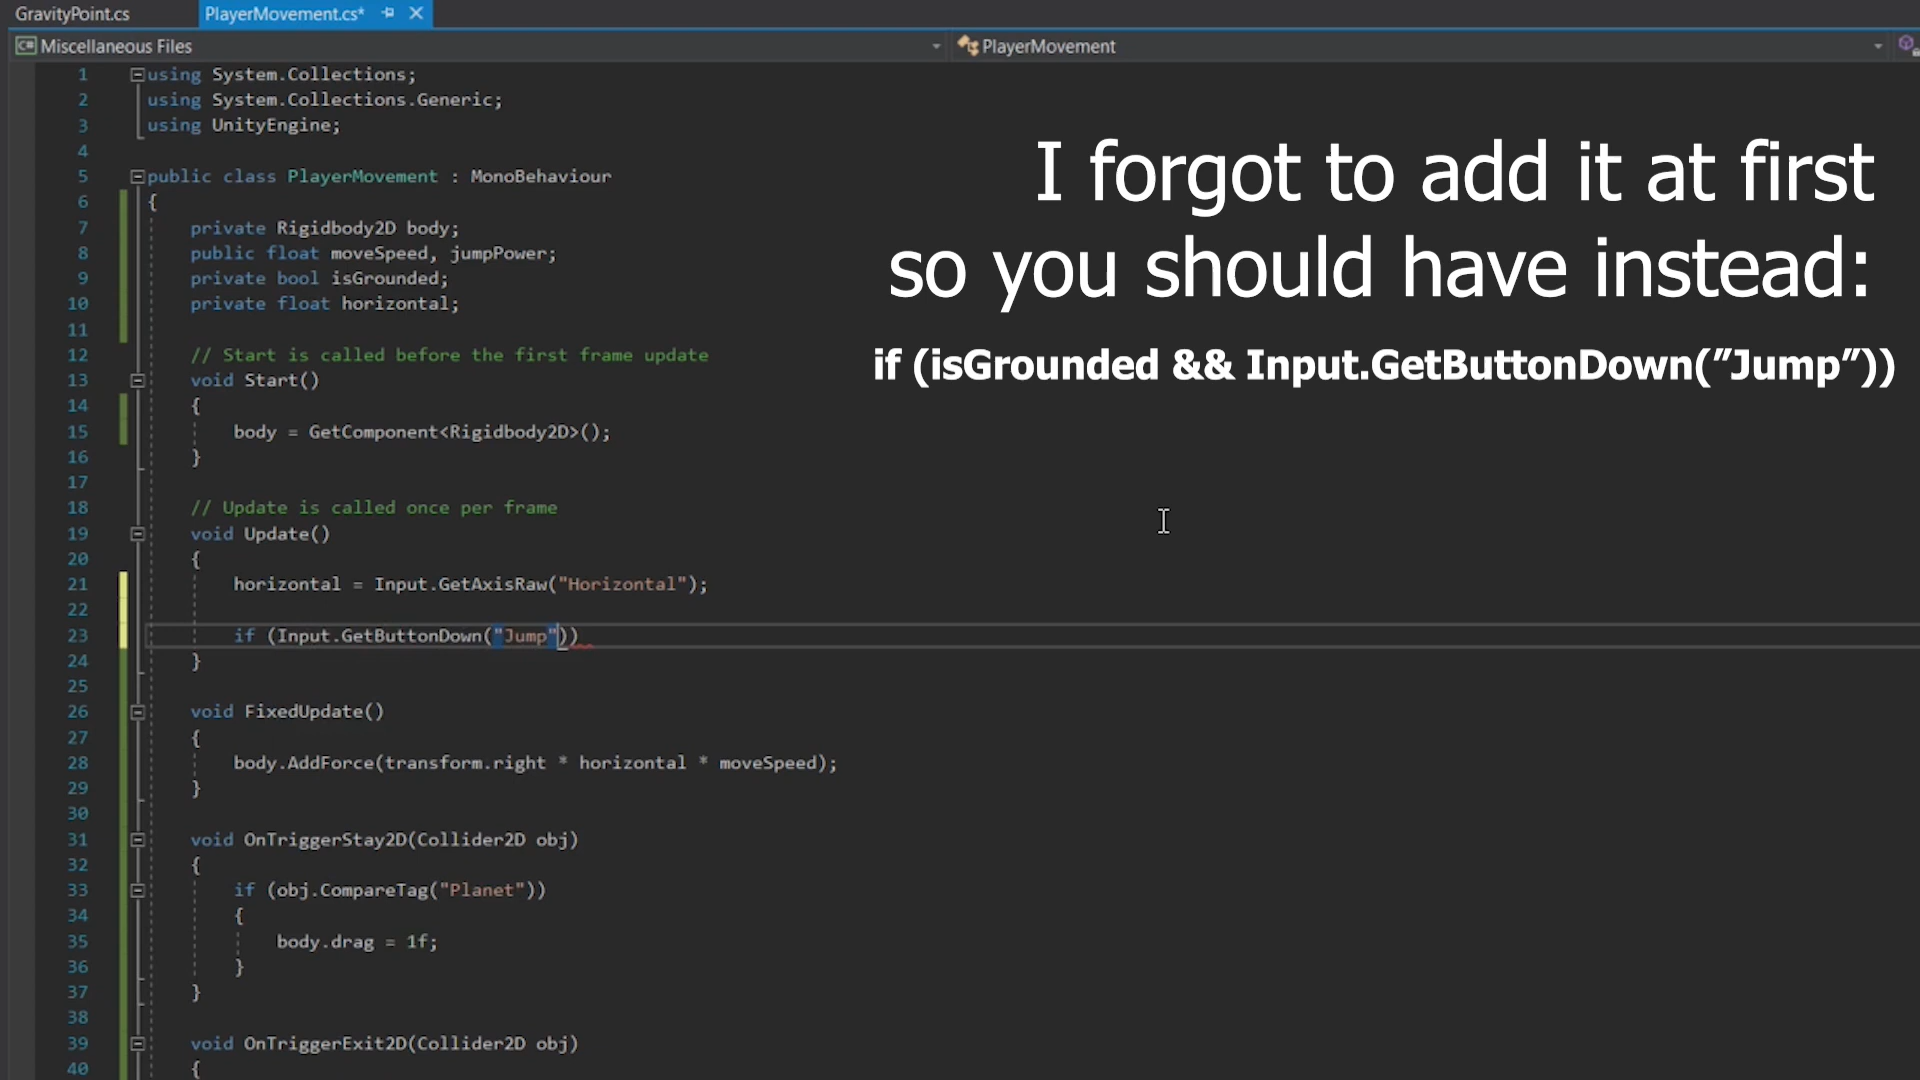 GravityPoint.cs
PlayerMovement.cs*
C# Miscellaneous Files
PlayerMovement
1 using System.Collections;
2 using System.Collections.Generic;
3 using UnityEngine;
4
5 public class PlayerMovement : MonoBehaviour
6 {
7 private Rigidbody2D body;
8 public float moveSpeed, jumpPower;
9 private bool isGrounded;
10 private float horizontal;
11
12 // Start is called before the first frame update
13 void Start()
14 {
15 body = GetComponent<Rigidbody2D>();
16 }
17
18 // Update is called once per frame
19 void Update()
20 {
21 horizontal = Input.GetAxisRaw("Horizontal");
22
23 if (Input.GetButtonDown("Jump"))
24 }
25
26 void FixedUpdate()
27 {
28 body.AddForce(transform.right * horizontal * moveSpeed);
29 }
30
31 void OnTriggerStay2D(Collider2D obj)
32 {
33 if (obj.CompareTag("Planet"))
34 {
35 body.drag = 1f;
36 }
37 }
38
39 void OnTriggerExit2D(Collider2D obj)
40 {
I forgot to add it at first
so you should have instead:
if (isGrounded && Input.GetButtonDown(”Jump”))